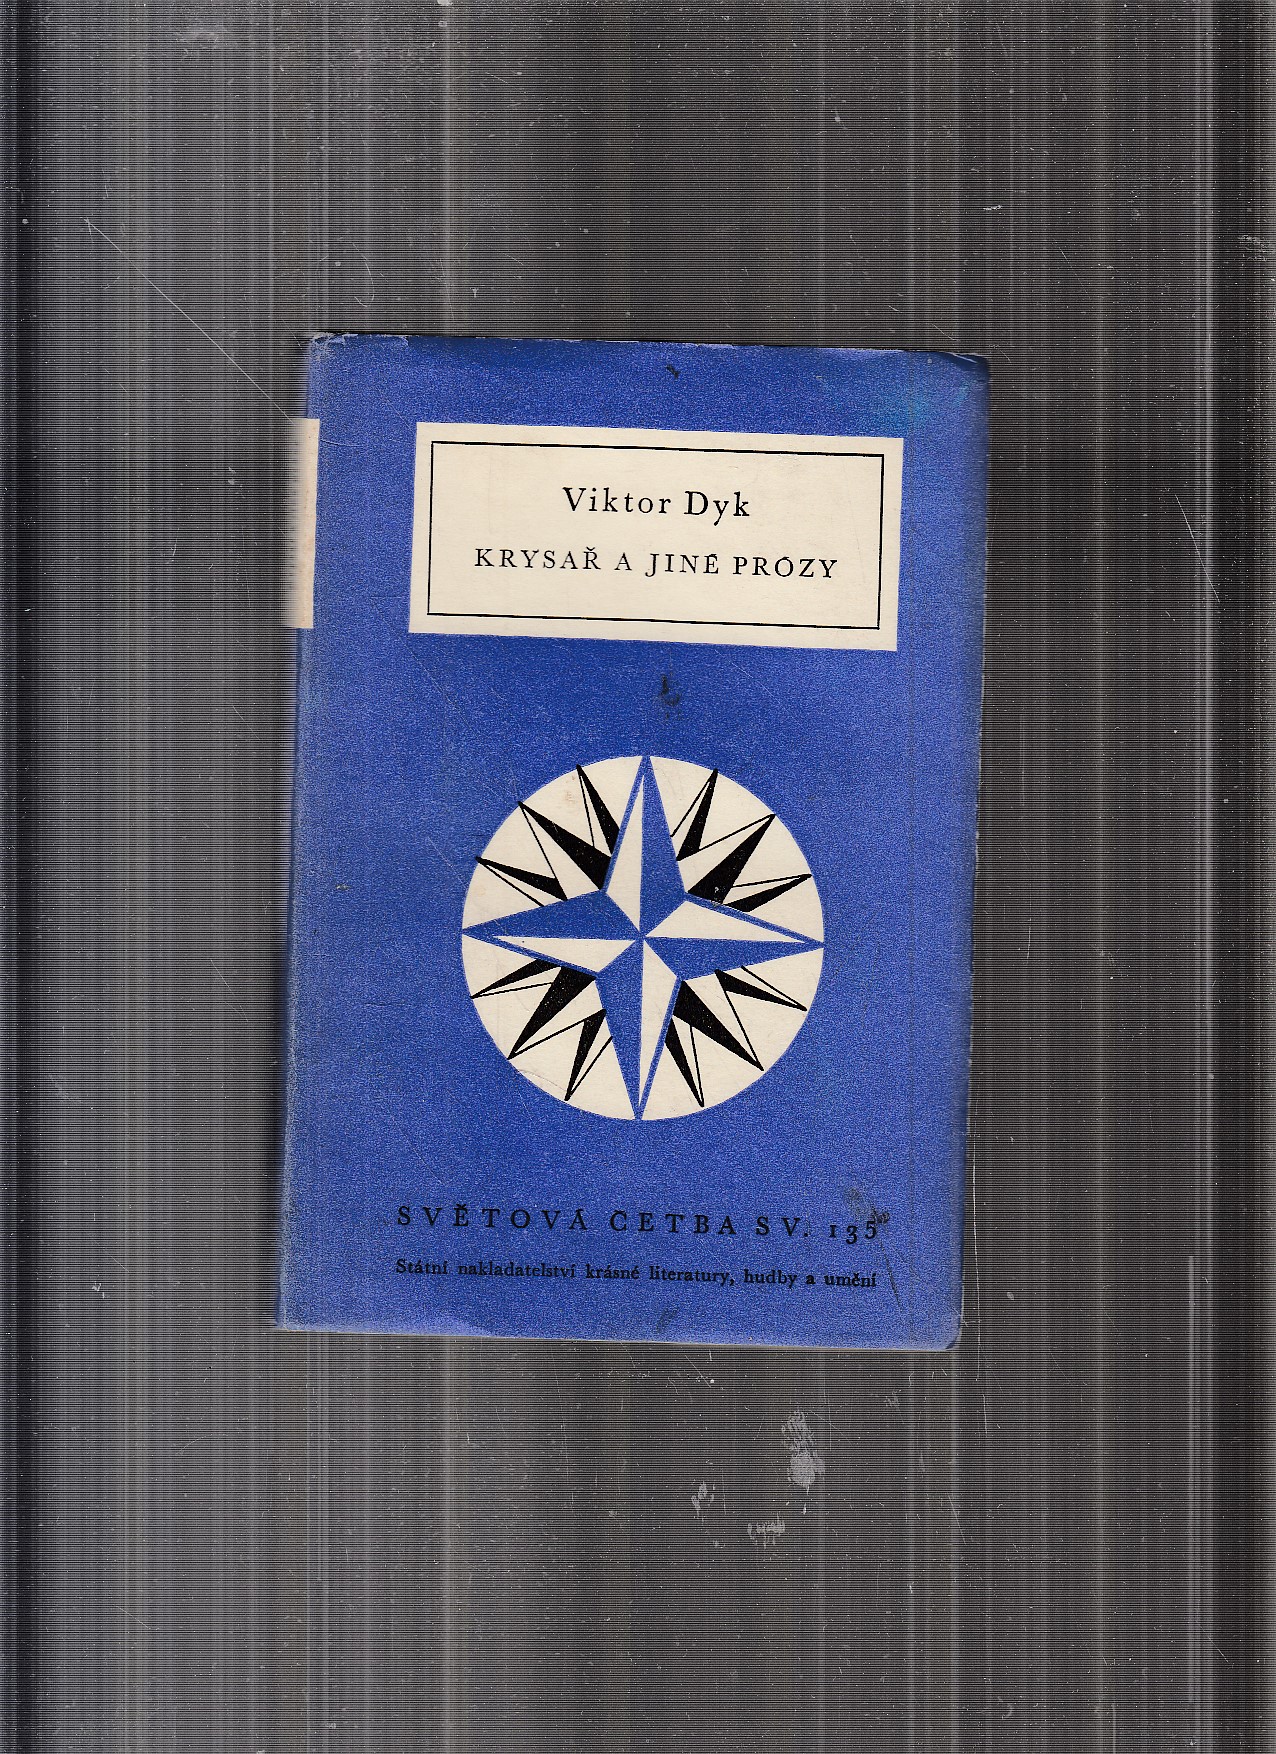 Viktor Dyk
KRYSAŘ A JINÉ PRÓZY
SVĚTOVÁ ČETBA SV. 135
Státní nakladatelství krásné literatury, hudby a umění